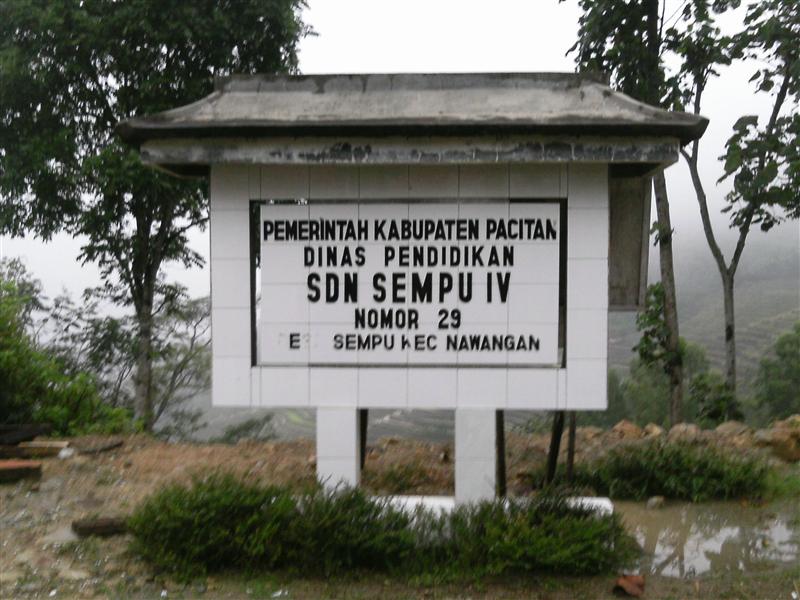 PEMERINTAH KABUPATEN PACITAN
DINAS PENDIDIKAN
SDN SEMPU IV
NOMOR 29
SEMPU KEC NAWANGAN